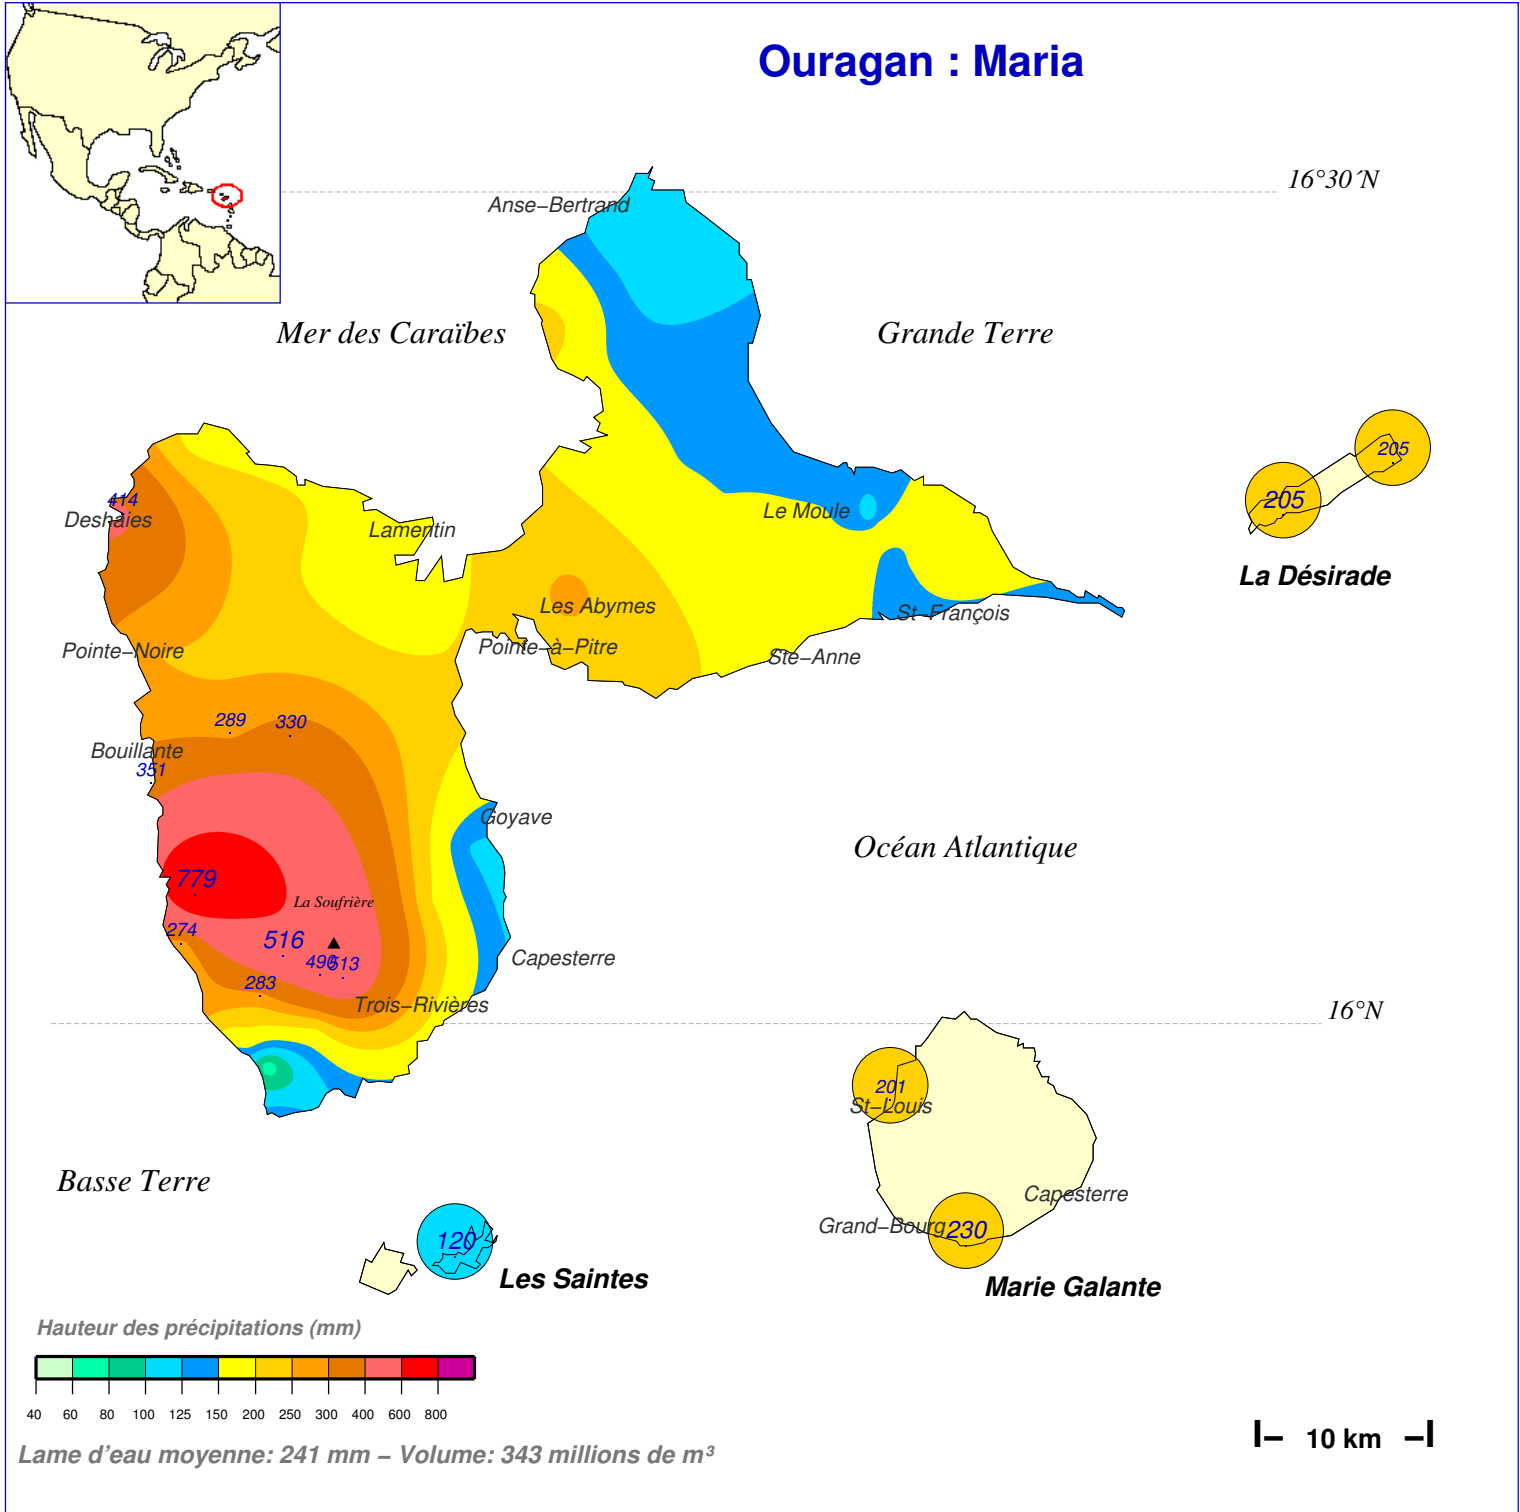 Ouragan : Maria
16°30´N
Anse–Bertrand
Mer des Caraïbes
Grande Terre
205
414
205
Deshaies
Le Moule
Lamentin
La Désirade
Les Abymes
St–François
Pointe–Noire
Pointe–à–Pitre
Ste–Anne
289
330
Bouillante
351
Goyave
Océan Atlantique
779
La Soufrière
274
516
490
513
Capesterre
283
Trois–Rivières
16°N
201
St–Louis
Basse Terre
Capesterre
Grand–Bourg
230
120
Les Saintes
Marie Galante
Hauteur des précipitations (mm)
40 60 80 100 125 150 200 250 300 400 600 800
10 km
Lame d'eau moyenne: 241 mm – Volume: 343 millions de m³